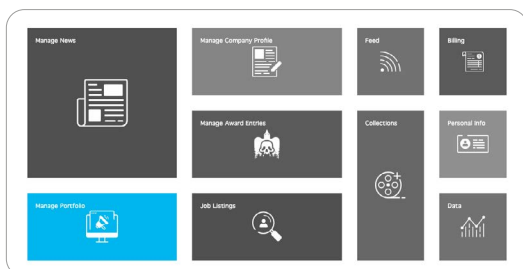 Manage News
Manage Company Profile
Feed
Billing
Manage Award Entries
Collections
Personal Info
Manage Portfolio
Job Listings
Data